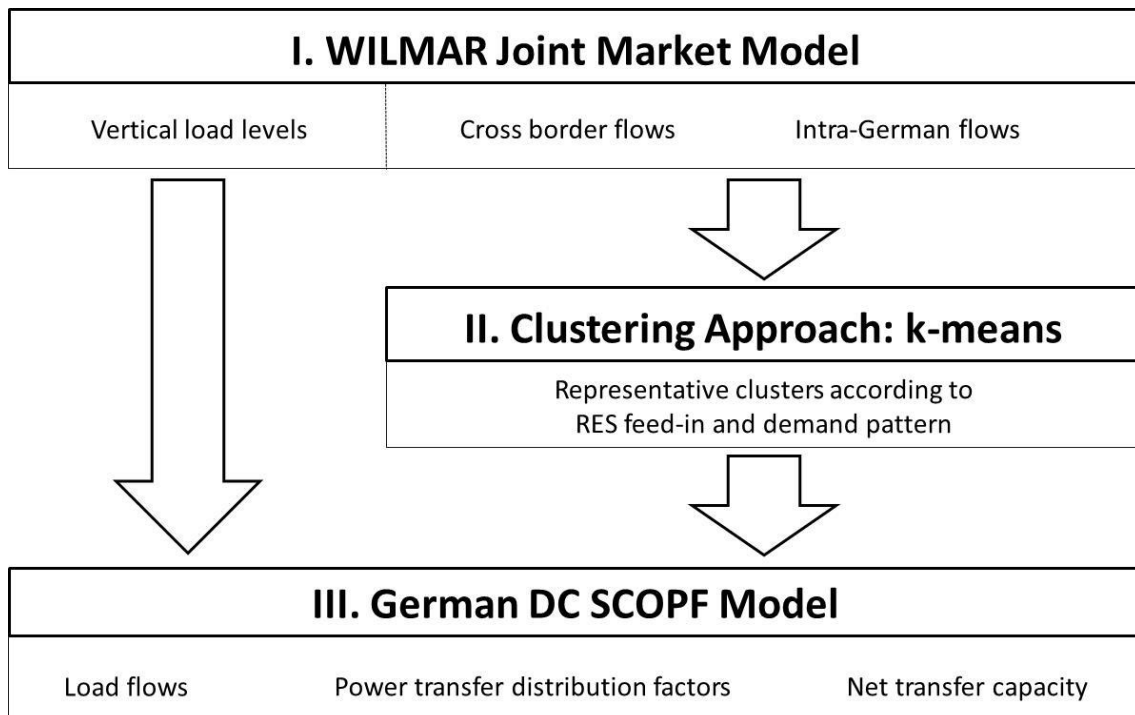 I. WILMAR Joint Market Model
Vertical load levels
Cross border flows
Intra-German flows
II. Clustering Approach: k-means
Representative clusters according to
RES feed-in and demand pattern
III. German DC SCOPF Model
Load flows
Power transfer distribution factors
Net transfer capacity